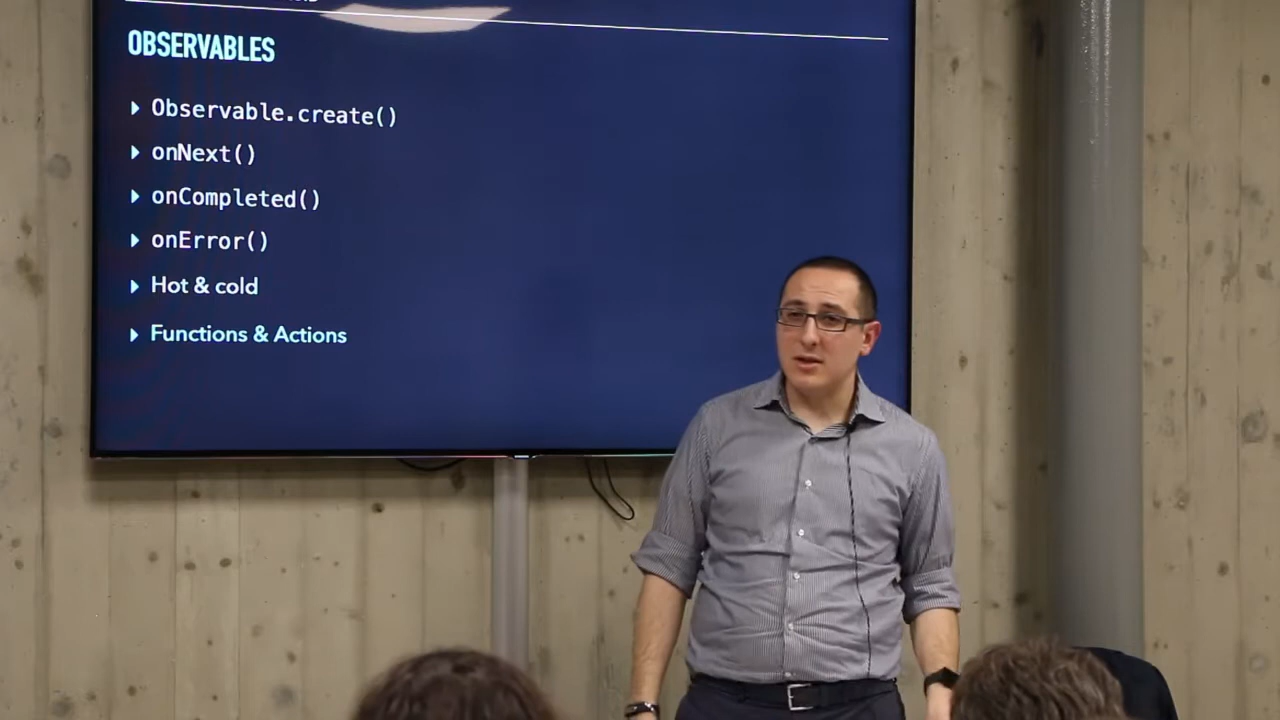 OBSERVABLES
Observable.create()
onNext()
onCompleted()
onError()
Hot & cold
Functions & Actions